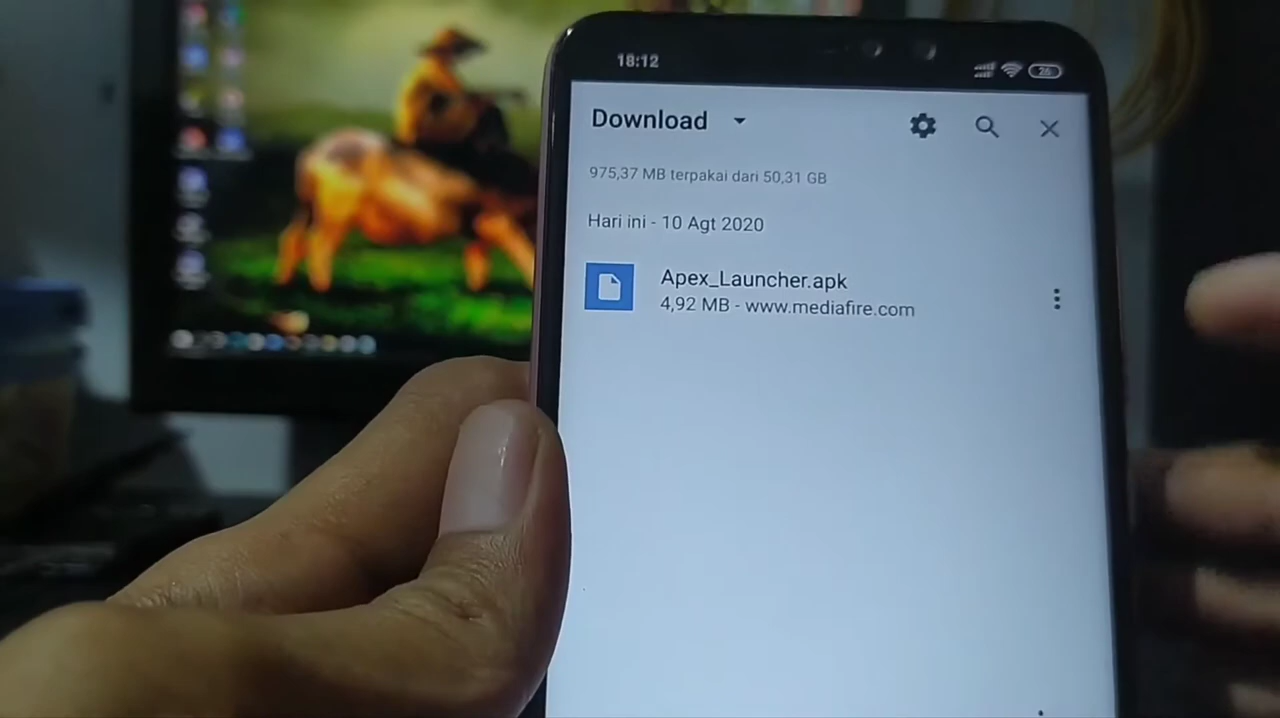 18:12
26
Download
975,37 MB terpakai dari 50,31 GB
Hari ini - 10 Agt 2020
Apex_Launcher.apk
4,92 MB - www.mediafire.com